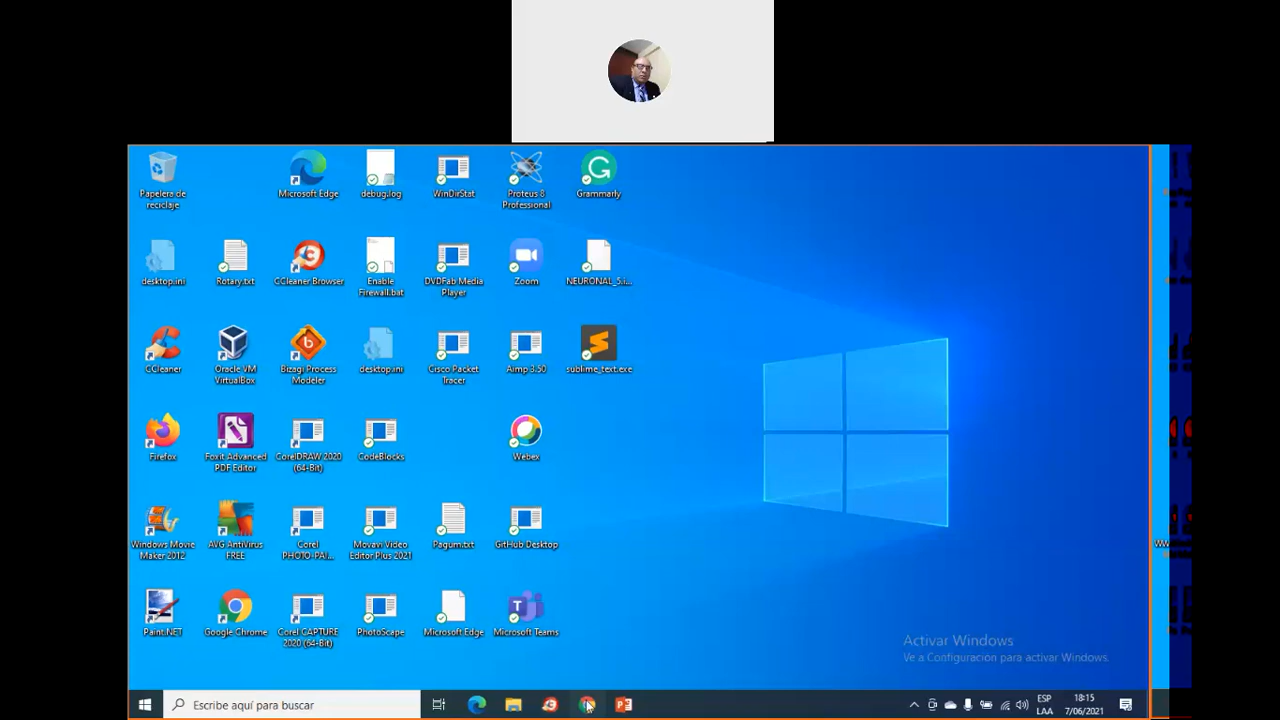 Papelera de
reciclaje
Microsoft Edge
debug.log
WinDirStat
Proteus 8
Professional
Grammarly
desktop.ini
Rotary.txt
CCleaner Browser
Enable
Firewall.bat
DVDFab Media
Player
Zoom
NEURONAL_5.i...
CCleaner
Oracle VM
VirtualBox
Bizagi Process
Modeler
desktop.ini
Cisco Packet
Tracer
Aimp 3.50
sublime_text.exe
Firefox
Foxit Advanced
PDF Editor
CorelDRAW 2020
(64-Bit)
CodeBlocks
Webex
Windows Movie
Maker 2012
AVG AntiVirus
FREE
Corel
PHOTO-PAI...
Movavi Video
Editor Plus 2021
Pagum.txt
GitHub Desktop
Paint.NET
Google Chrome
Corel CAPTURE
2020 (64-Bit)
PhotoScape
Microsoft Edge
Microsoft Teams
Activar Windows
Ve a Configuración para activar Windows.
Escribe aquí para buscar
ESP
LAA
18:15
7/06/2021